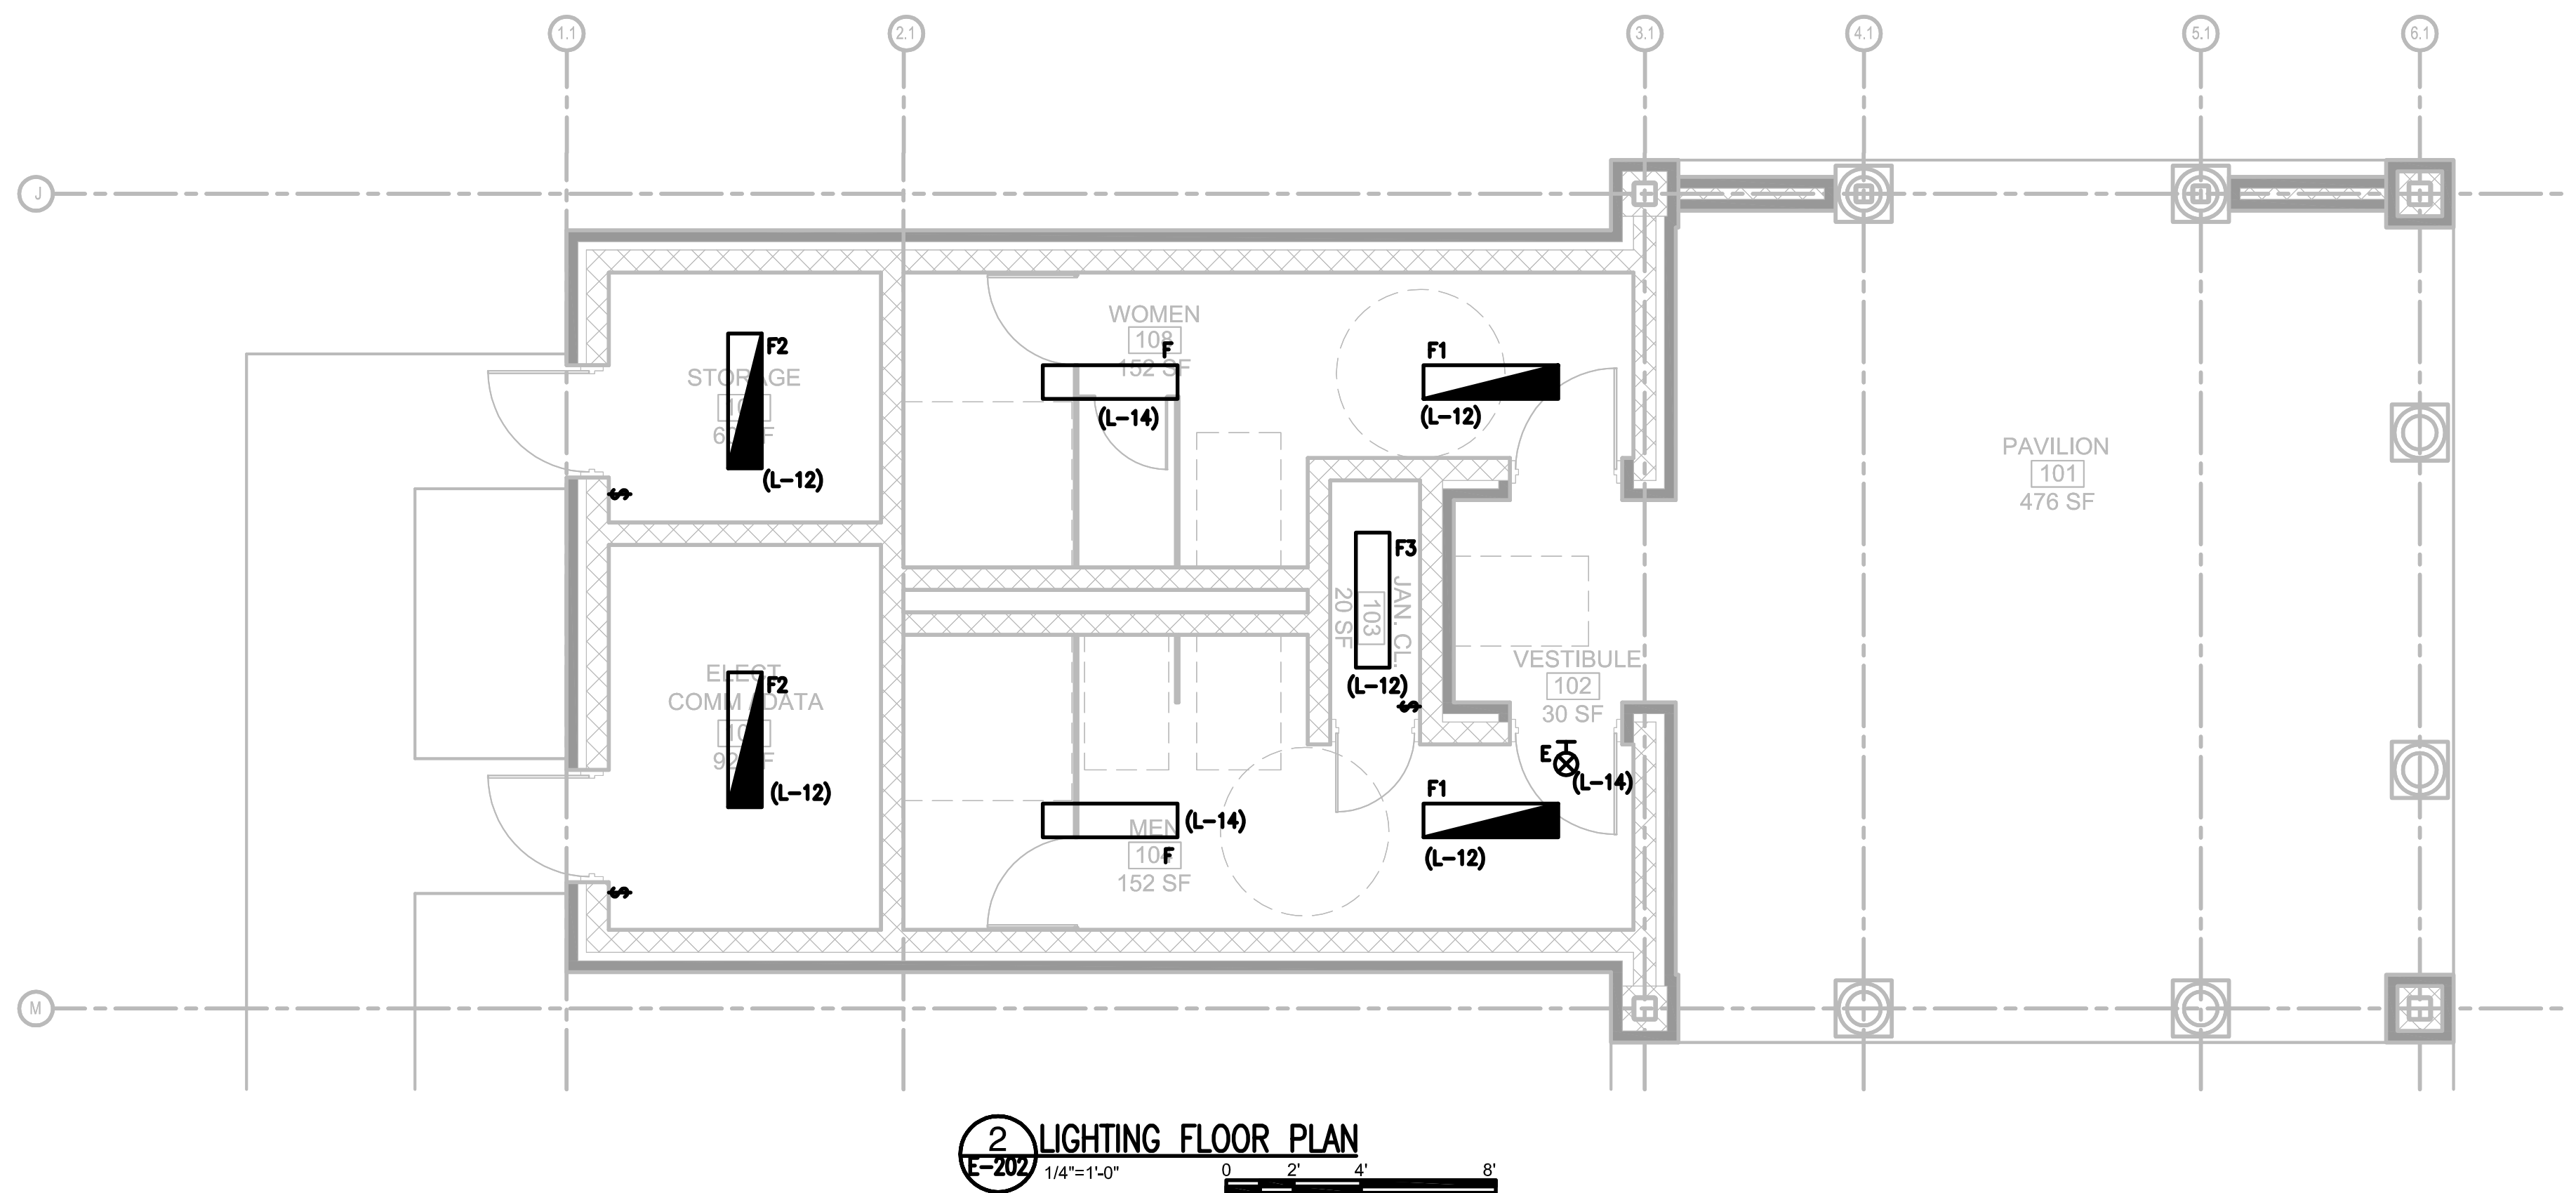 1.1
2.1
3.1
4.1
5.1
6.1
J
WOMEN
108
152 SF
F
(L-14)
F1
(L-12)
F2
STORAGE
(L-12)
$
PAVILION
101
476 SF
F3
JAN. CL.
103
20 SF
(L-12)
$
VESTIBULE
102
30 SF
ELECT
COMM / DATA
F2
(L-12)
$
E
(L-14)
F1
(L-12)
MEN
104
152 SF
(L-14)
F
M
2
E-202
LIGHTING FLOOR PLAN
1/4"=1'-0"
0 2' 4' 8'